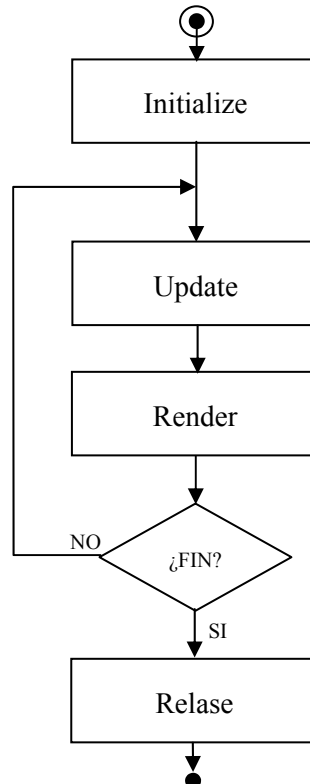 Initialize
Update
Render
¿FIN?
NO
SI
Relase